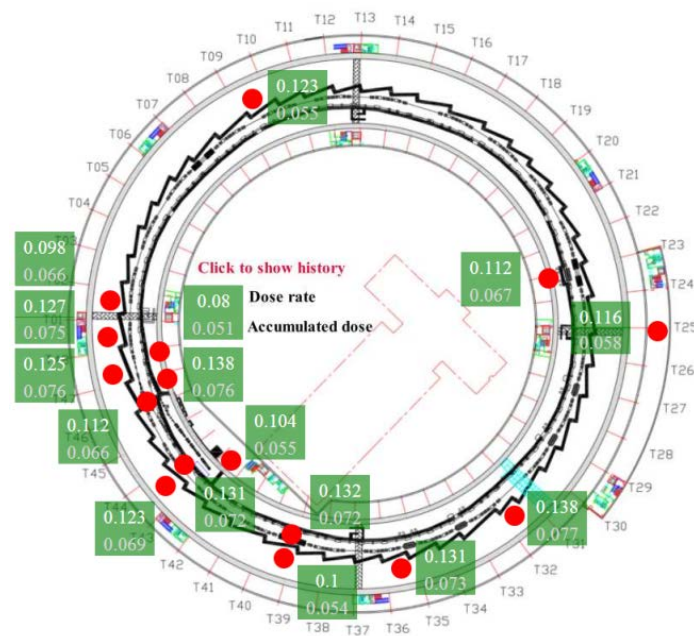 T13
T12
T14
T11
T15
T10
T16
T09
T17
0.123
0.055
T08
T18
T07
T19
T06
T20
T05
T21
T04
T22
T03
T23
0.098
0.066
Click to show history
0.112
0.067
T24
0.08
0.051
Dose rate
Accumulated dose
0.127
0.075
0.116
0.058
T25
0.125
0.076
0.138
0.076
T26
T27
0.112
0.066
T46
0.104
0.055
T28
T45
T29
0.131
0.072
0.132
0.072
T30
T44
0.138
0.077
0.123
0.069
T43
T31
T42
0.131
0.073
T32
T41
0.1
0.054
T33
T40
T34
T39
T35
T38
T37
T36